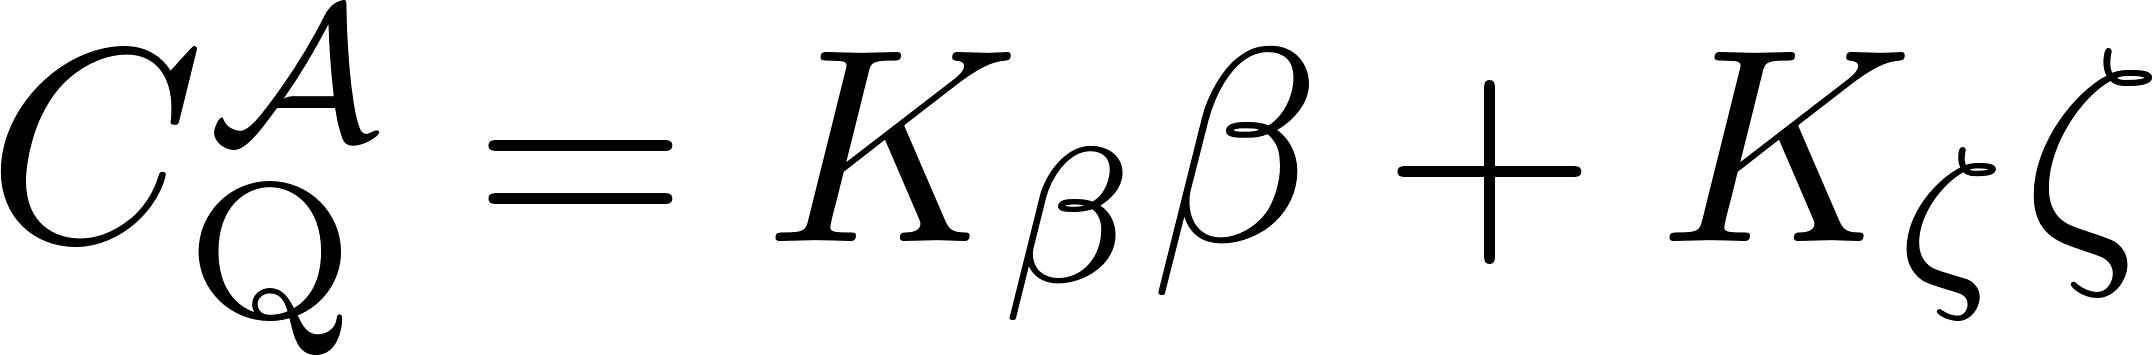 $C_{\mathrm{Q}}^{\mathcal{A}} = K_{\beta}\beta + K_{\zeta}\zeta$